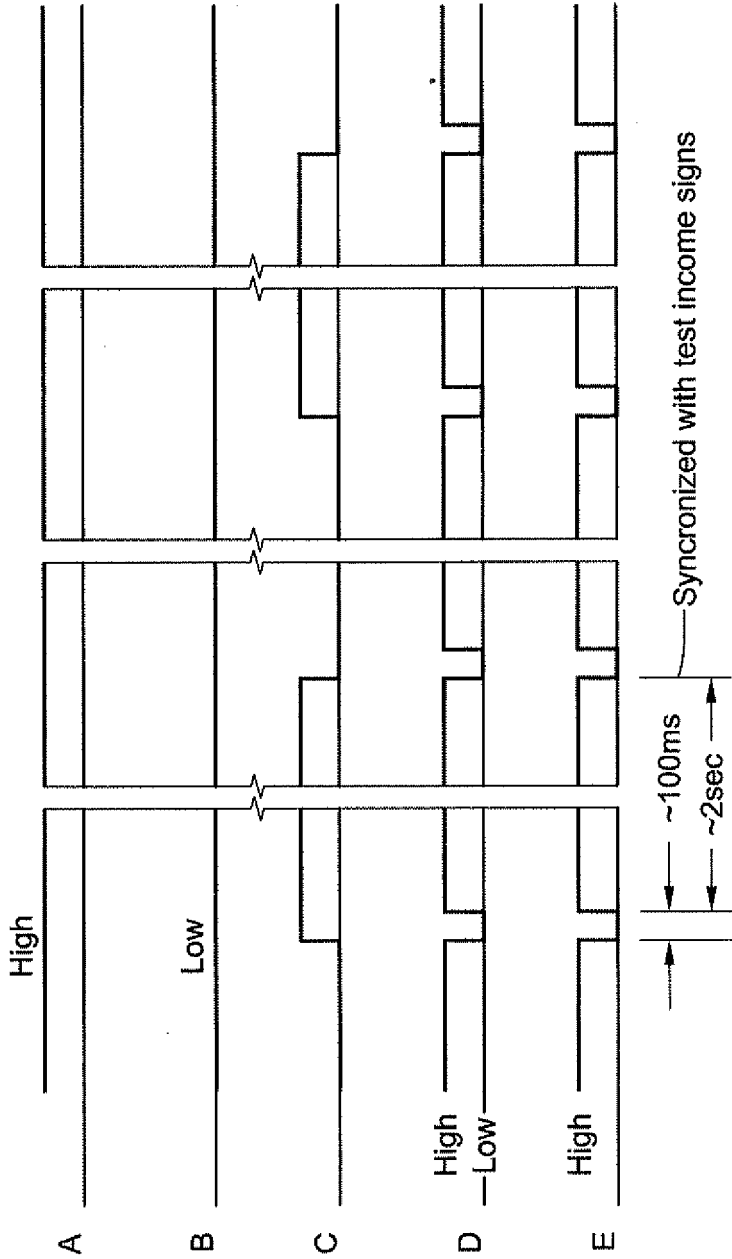 High
A
Low
B
C
High
Low
D
High
E
Syncronized with test income signs
~100ms
~2sec